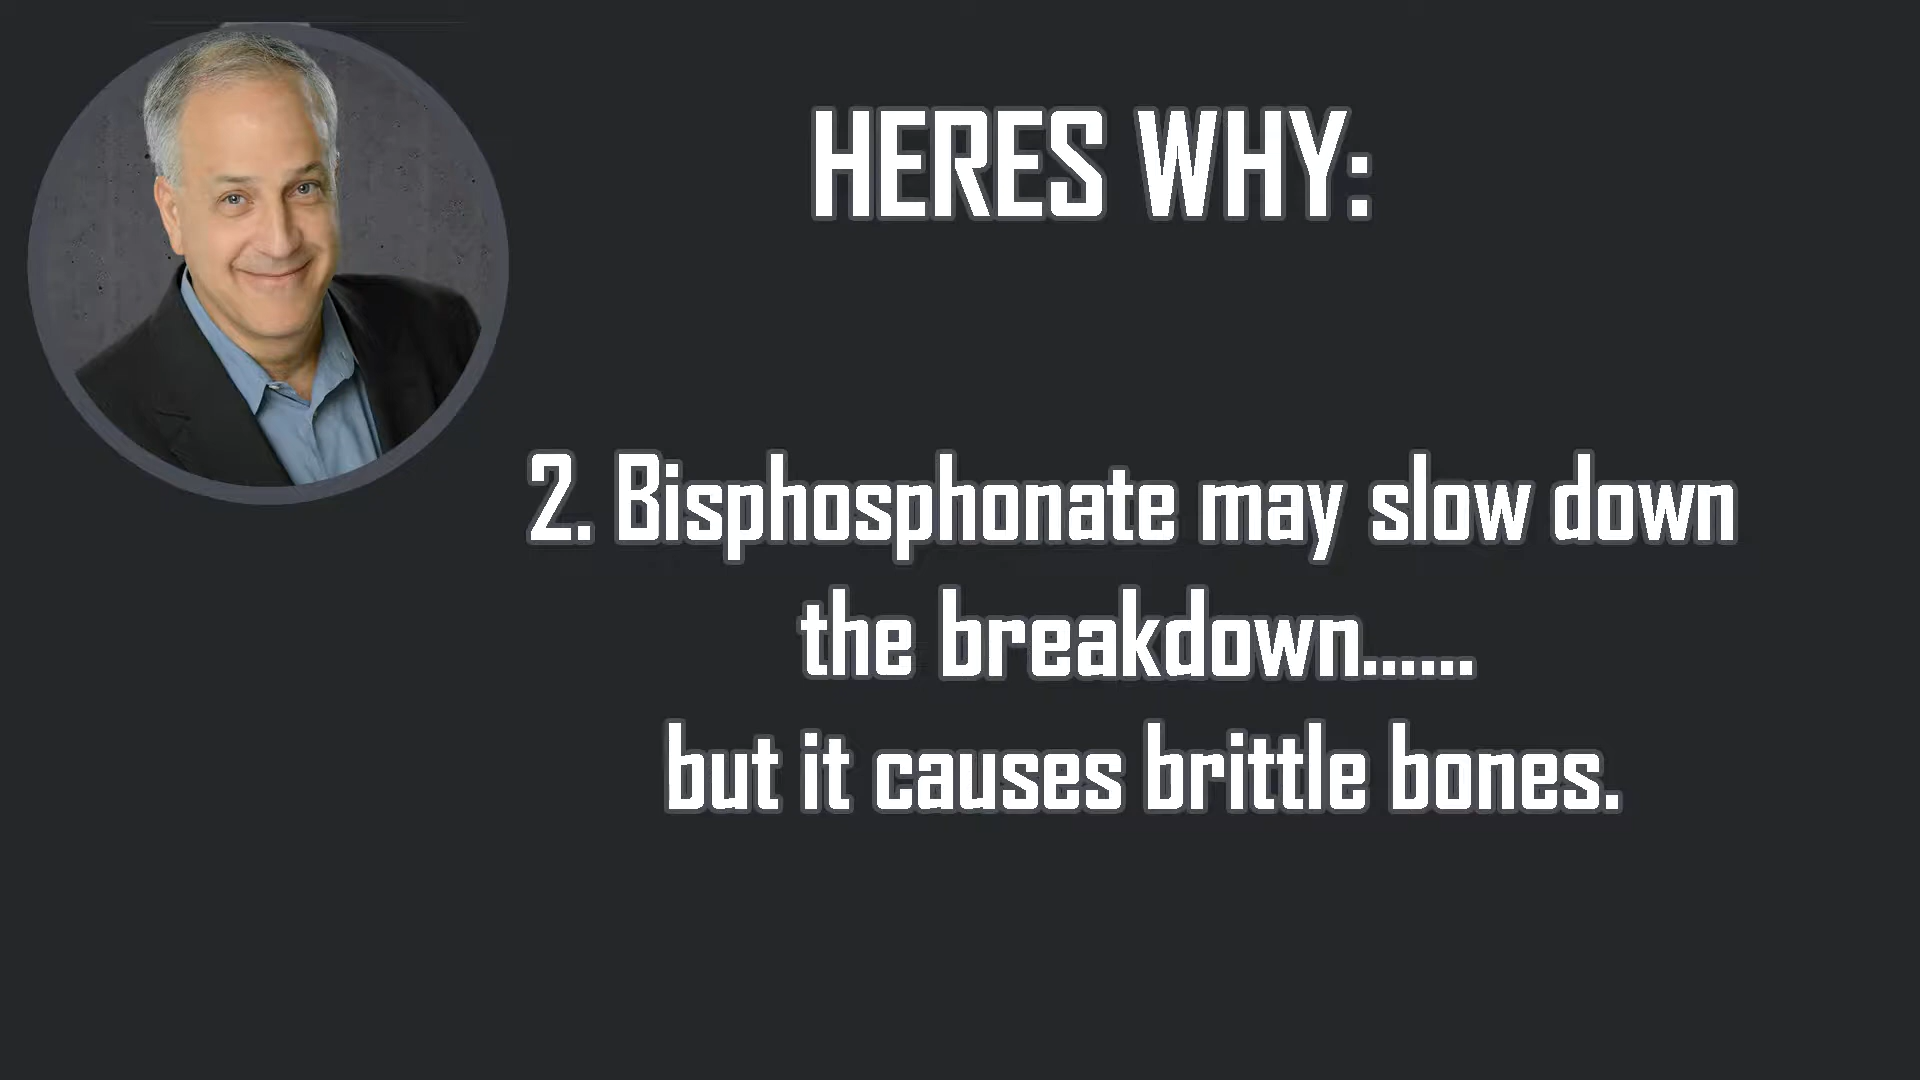 HERES WHY:
2. Bisphosphonate may slow down
the breakdown......
but it causes brittle bones.